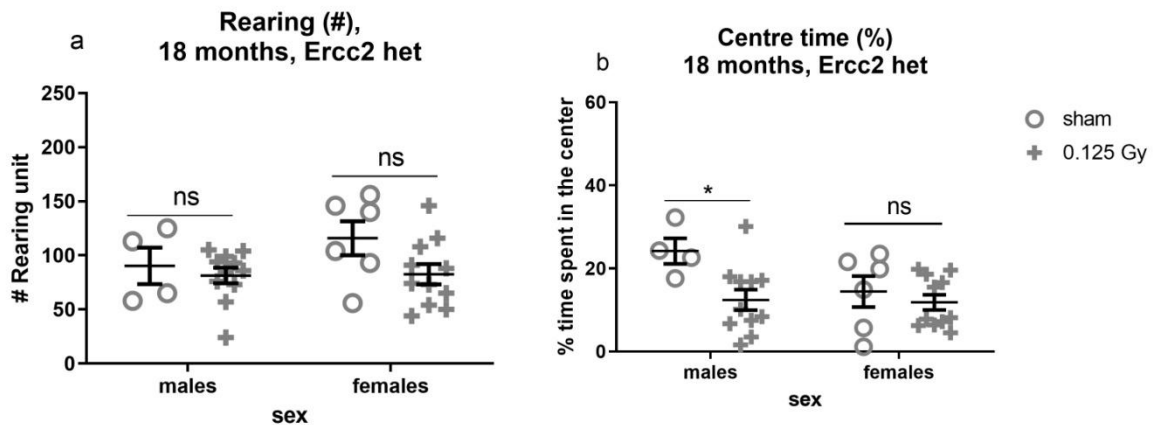 a
Rearing (#),
18 months, Ercc2 het
# Rearing unit
250
200
150
100
50
0
ns
ns
males
females
sex
b
Centre time (%)
18 months, Ercc2 het
% time spent in the center
60
40
20
0
*
ns
males
females
sex
sham
0.125 Gy